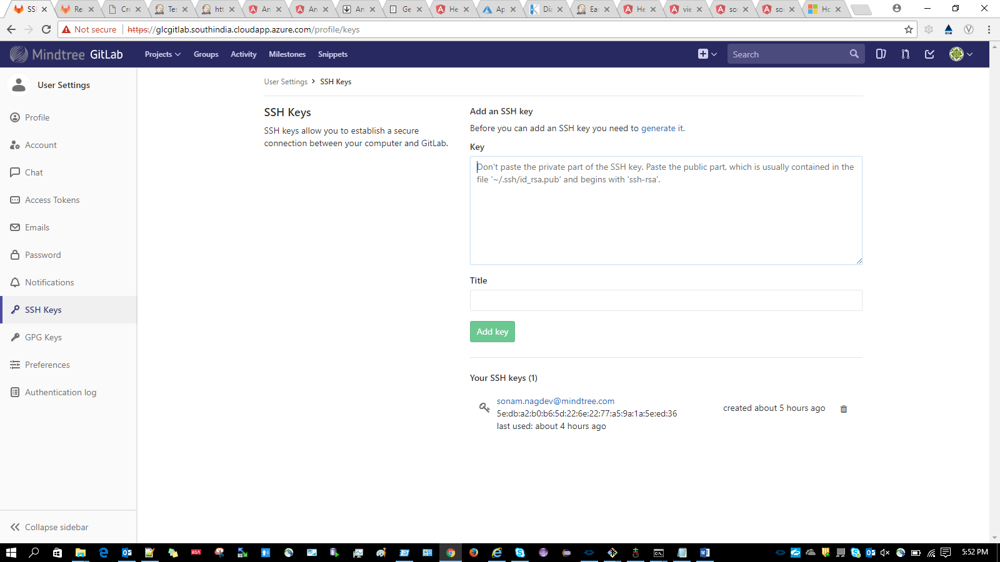 SSI
Re
Cre
Tes
htt
An
An
An
Ge
He
Ap
Dia
Eas
He
vie
so
so
Ho
Not secure
https://glcgitlab.southindia.cloudapp.azure.com/profile/keys
Mindtree GitLab
Projects
Groups
Activity
Milestones
Snippets
Search
User Settings
Profile
Account
Chat
Access Tokens
Emails
Password
Notifications
SSH Keys
GPG Keys
Preferences
Authentication log
Collapse sidebar
User Settings > SSH Keys
SSH Keys
SSH keys allow you to establish a secure
connection between your computer and GitLab.
Add an SSH key
Before you can add an SSH key you need to generate it.
Key
Don't paste the private part of the SSH key. Paste the public part, which is usually contained in the
file '~/.ssh/id_rsa.pub' and begins with 'ssh-rsa'.
Title
Add key
Your SSH keys (1)
sonam.nagdev@mindtree.com
5e:db:a2:b0:b6:5d:22:6e:22:77:a5:9a:1a:5e:ed:36
last used: about 4 hours ago
created about 5 hours ago
RSA
5:52 PM